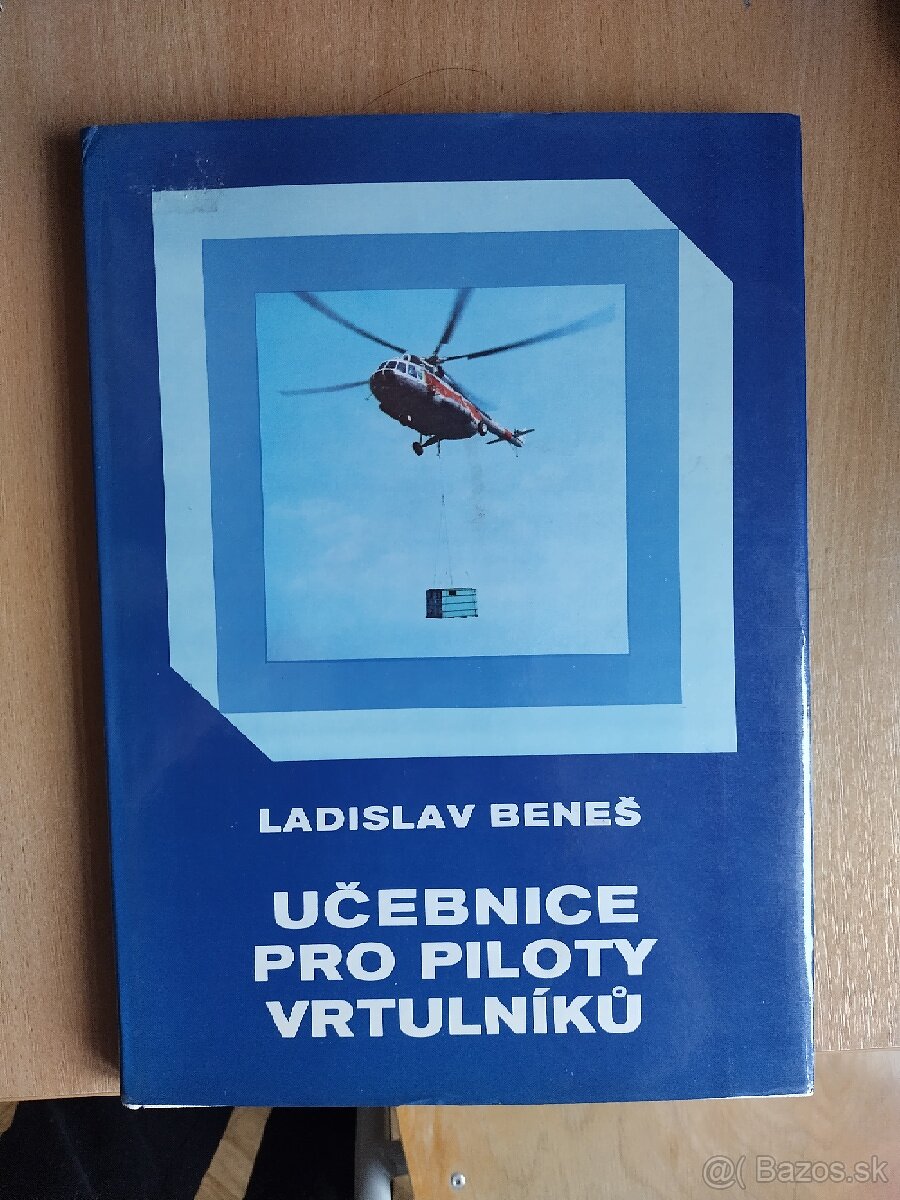 LADISLAV BENEŠ
UČEBNICE
PRO PILOTY
VRTULNÍKŮ
@( Bazos.sk